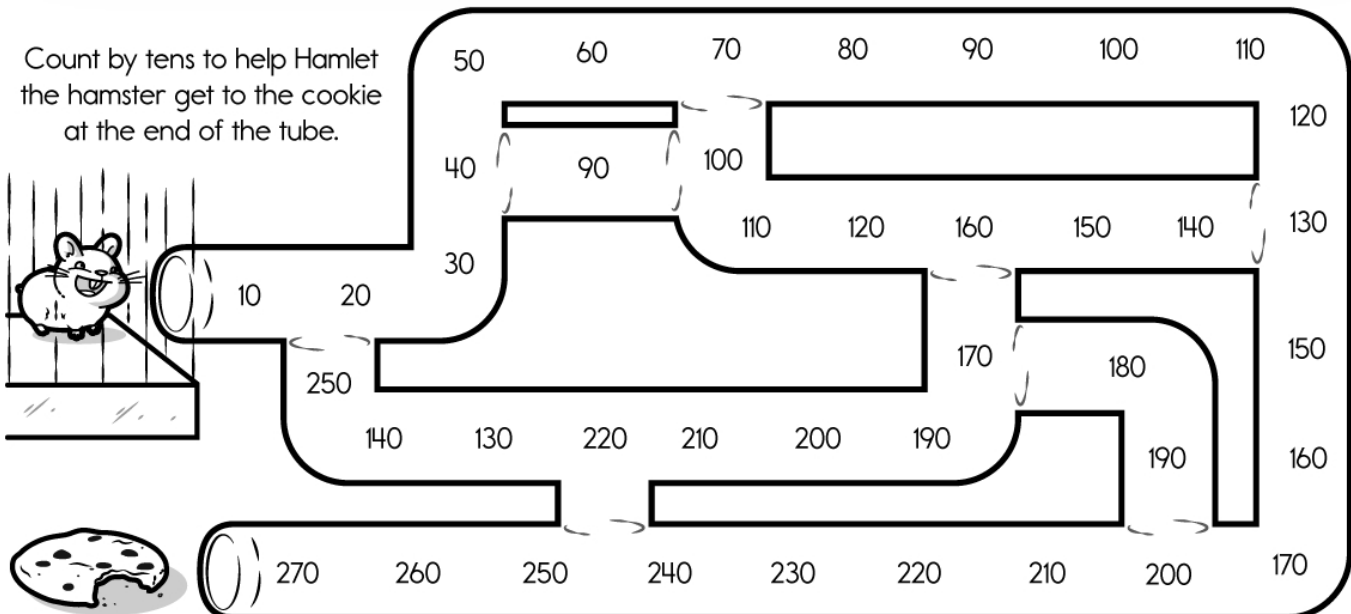 Count by tens to help Hamlet
the hamster get to the cookie
at the end of the tube.
50 60 70 80 90 100 110
120
40 90 100
110 120 160 150 140 130
30
10 20
170 180 150
250
140 130 220 210 200 190
190 160
270 260 250 240 230 220 210 200 170